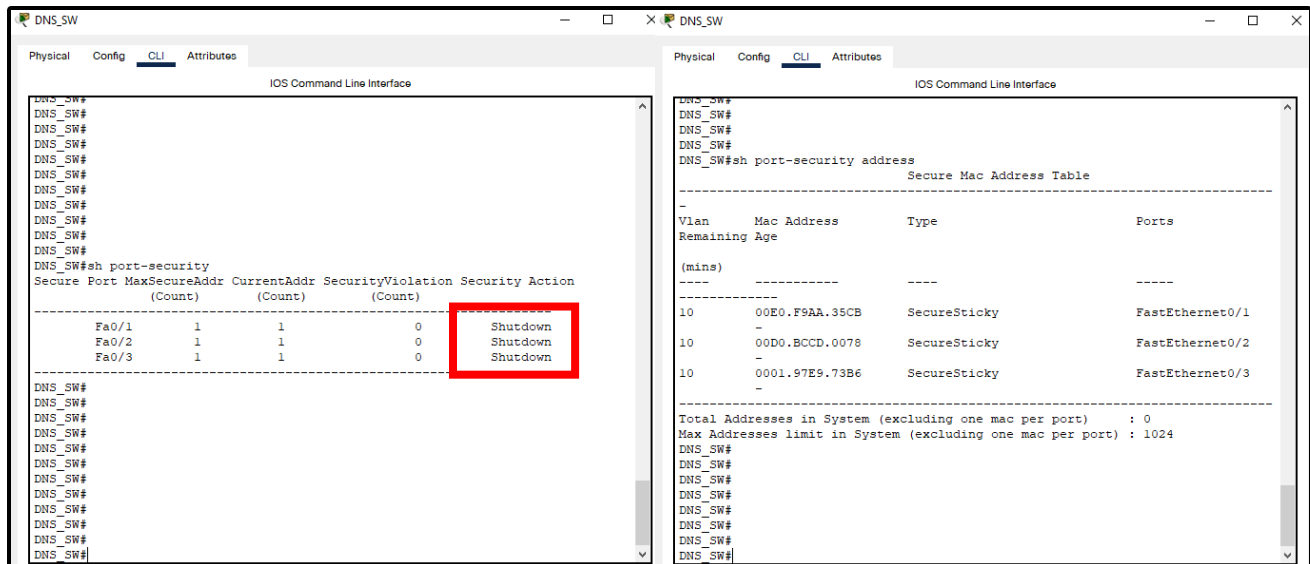 DNS_SW
Physical Config CLI Attributes
IOS Command Line Interface
DNS_SW#
DNS_SW#
DNS_SW#
DNS_SW#
DNS_SW#
DNS_SW#
DNS_SW#
DNS_SW#
DNS_SW#
DNS_SW#
DNS_SW#
DNS_SW#sh port-security
Secure Port MaxSecureAddr CurrentAddr SecurityViolation Security Action
(Count) (Count) (Count)
--------------------------------------------------------------------
Fa0/1 1 1 0 Shutdown
Fa0/2 1 1 0 Shutdown
Fa0/3 1 1 0 Shutdown
----------------------------------------------------------------------
DNS_SW#
DNS_SW#
DNS_SW#
DNS_SW#
DNS_SW#
DNS_SW#
DNS_SW#
DNS_SW#
DNS_SW#
DNS_SW#
DNS_SW#
DNS_SW#
DNS_SW
Physical Config CLI Attributes
IOS Command Line Interface
DNS_SW#
DNS_SW#
DNS_SW#
DNS_SW#
DNS_SW#sh port-security address
Secure Mac Address Table
-------------------------------------------------------------------------------
-
Vlan Mac Address Type Ports
Remaining Age
(mins)
---- ----------- ---- -----
-------------
10 00E0.F9AA.35CB SecureSticky FastEthernet0/1
-
10 00D0.BCCD.0078 SecureSticky FastEthernet0/2
-
10 0001.97E9.73B6 SecureSticky FastEthernet0/3
-
-------------------------------------------------------------------------------
Total Addresses in System (excluding one mac per port) : 0
Max Addresses limit in System (excluding one mac per port) : 1024
DNS_SW#
DNS_SW#
DNS_SW#
DNS_SW#
DNS_SW#
DNS_SW#
DNS_SW#
DNS_SW#